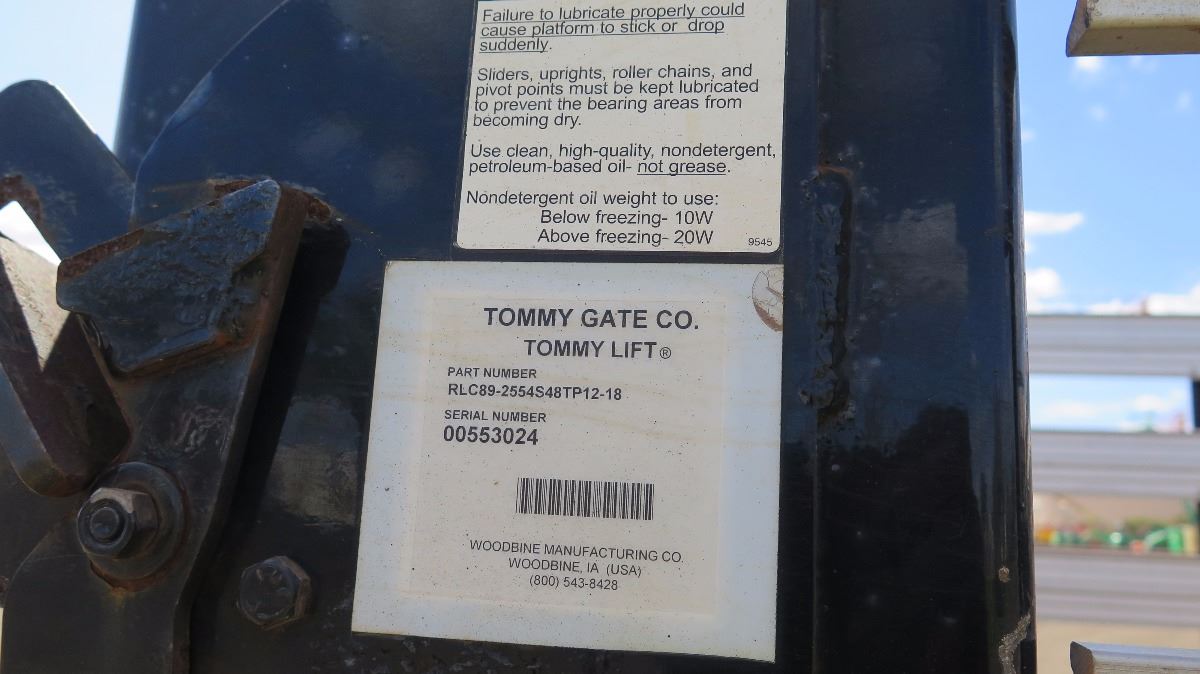 Failure to lubricate properly could
cause platform to stick or drop
suddenly.
Sliders, uprights, roller chains, and
pivot points must be kept lubricated
to prevent the bearing areas from
becoming dry.
Use clean, high-quality, nondetergent,
petroleum-based oil- not grease.
Nondetergent oil weight to use:
Below freezing- 10W
Above freezing- 20W
9545
TOMMY GATE CO.
TOMMY LIFT®
PART NUMBER
RLC89-2554S48TP12-18
SERIAL NUMBER
00553024
WOODBINE MANUFACTURING CO.
WOODBINE, IA (USA)
(800) 543-8428